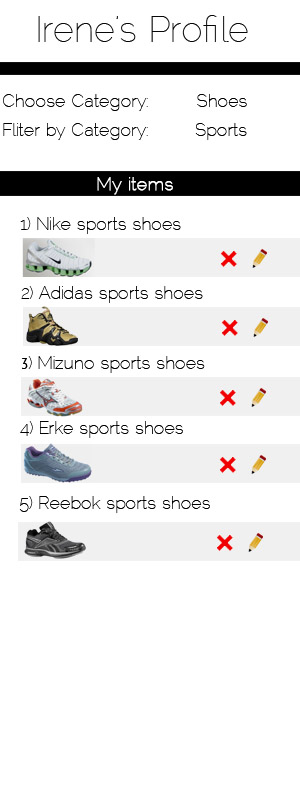 Irene's Profile
Choose Category: Shoes
Fliter by Category: Sports
My items
1) Nike sports shoes
2) Adidas sports shoes
3) Mizuno sports shoes
4) Erke sports shoes
5) Reebok sports shoes